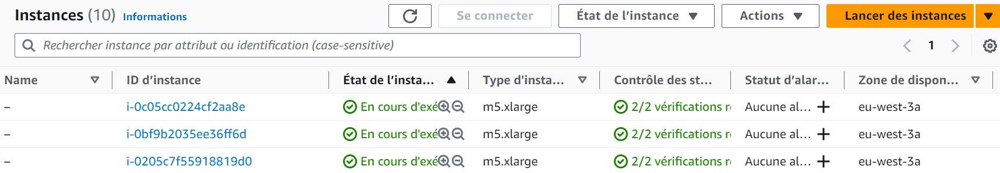 Instances (10) Informations Se connecter État de l'instance Actions Lancer des instances
Rechercher instance par attribut ou identification (case-sensitive) 1
Name ID d'instance État de l'insta... Type d'insta... Contrôle des st... Statut d'alar... Zone de dispon...
– i-0c05cc0224cf2aa8e En cours d'exé m5.xlarge 2/2 vérifications r Aucune al... eu-west-3a
– i-0bf9b2035ee36ff6d En cours d'exé m5.xlarge 2/2 vérifications r Aucune al... eu-west-3a
– i-0205c7f55918819d0 En cours d'exé m5.xlarge 2/2 vérifications r Aucune al... eu-west-3a